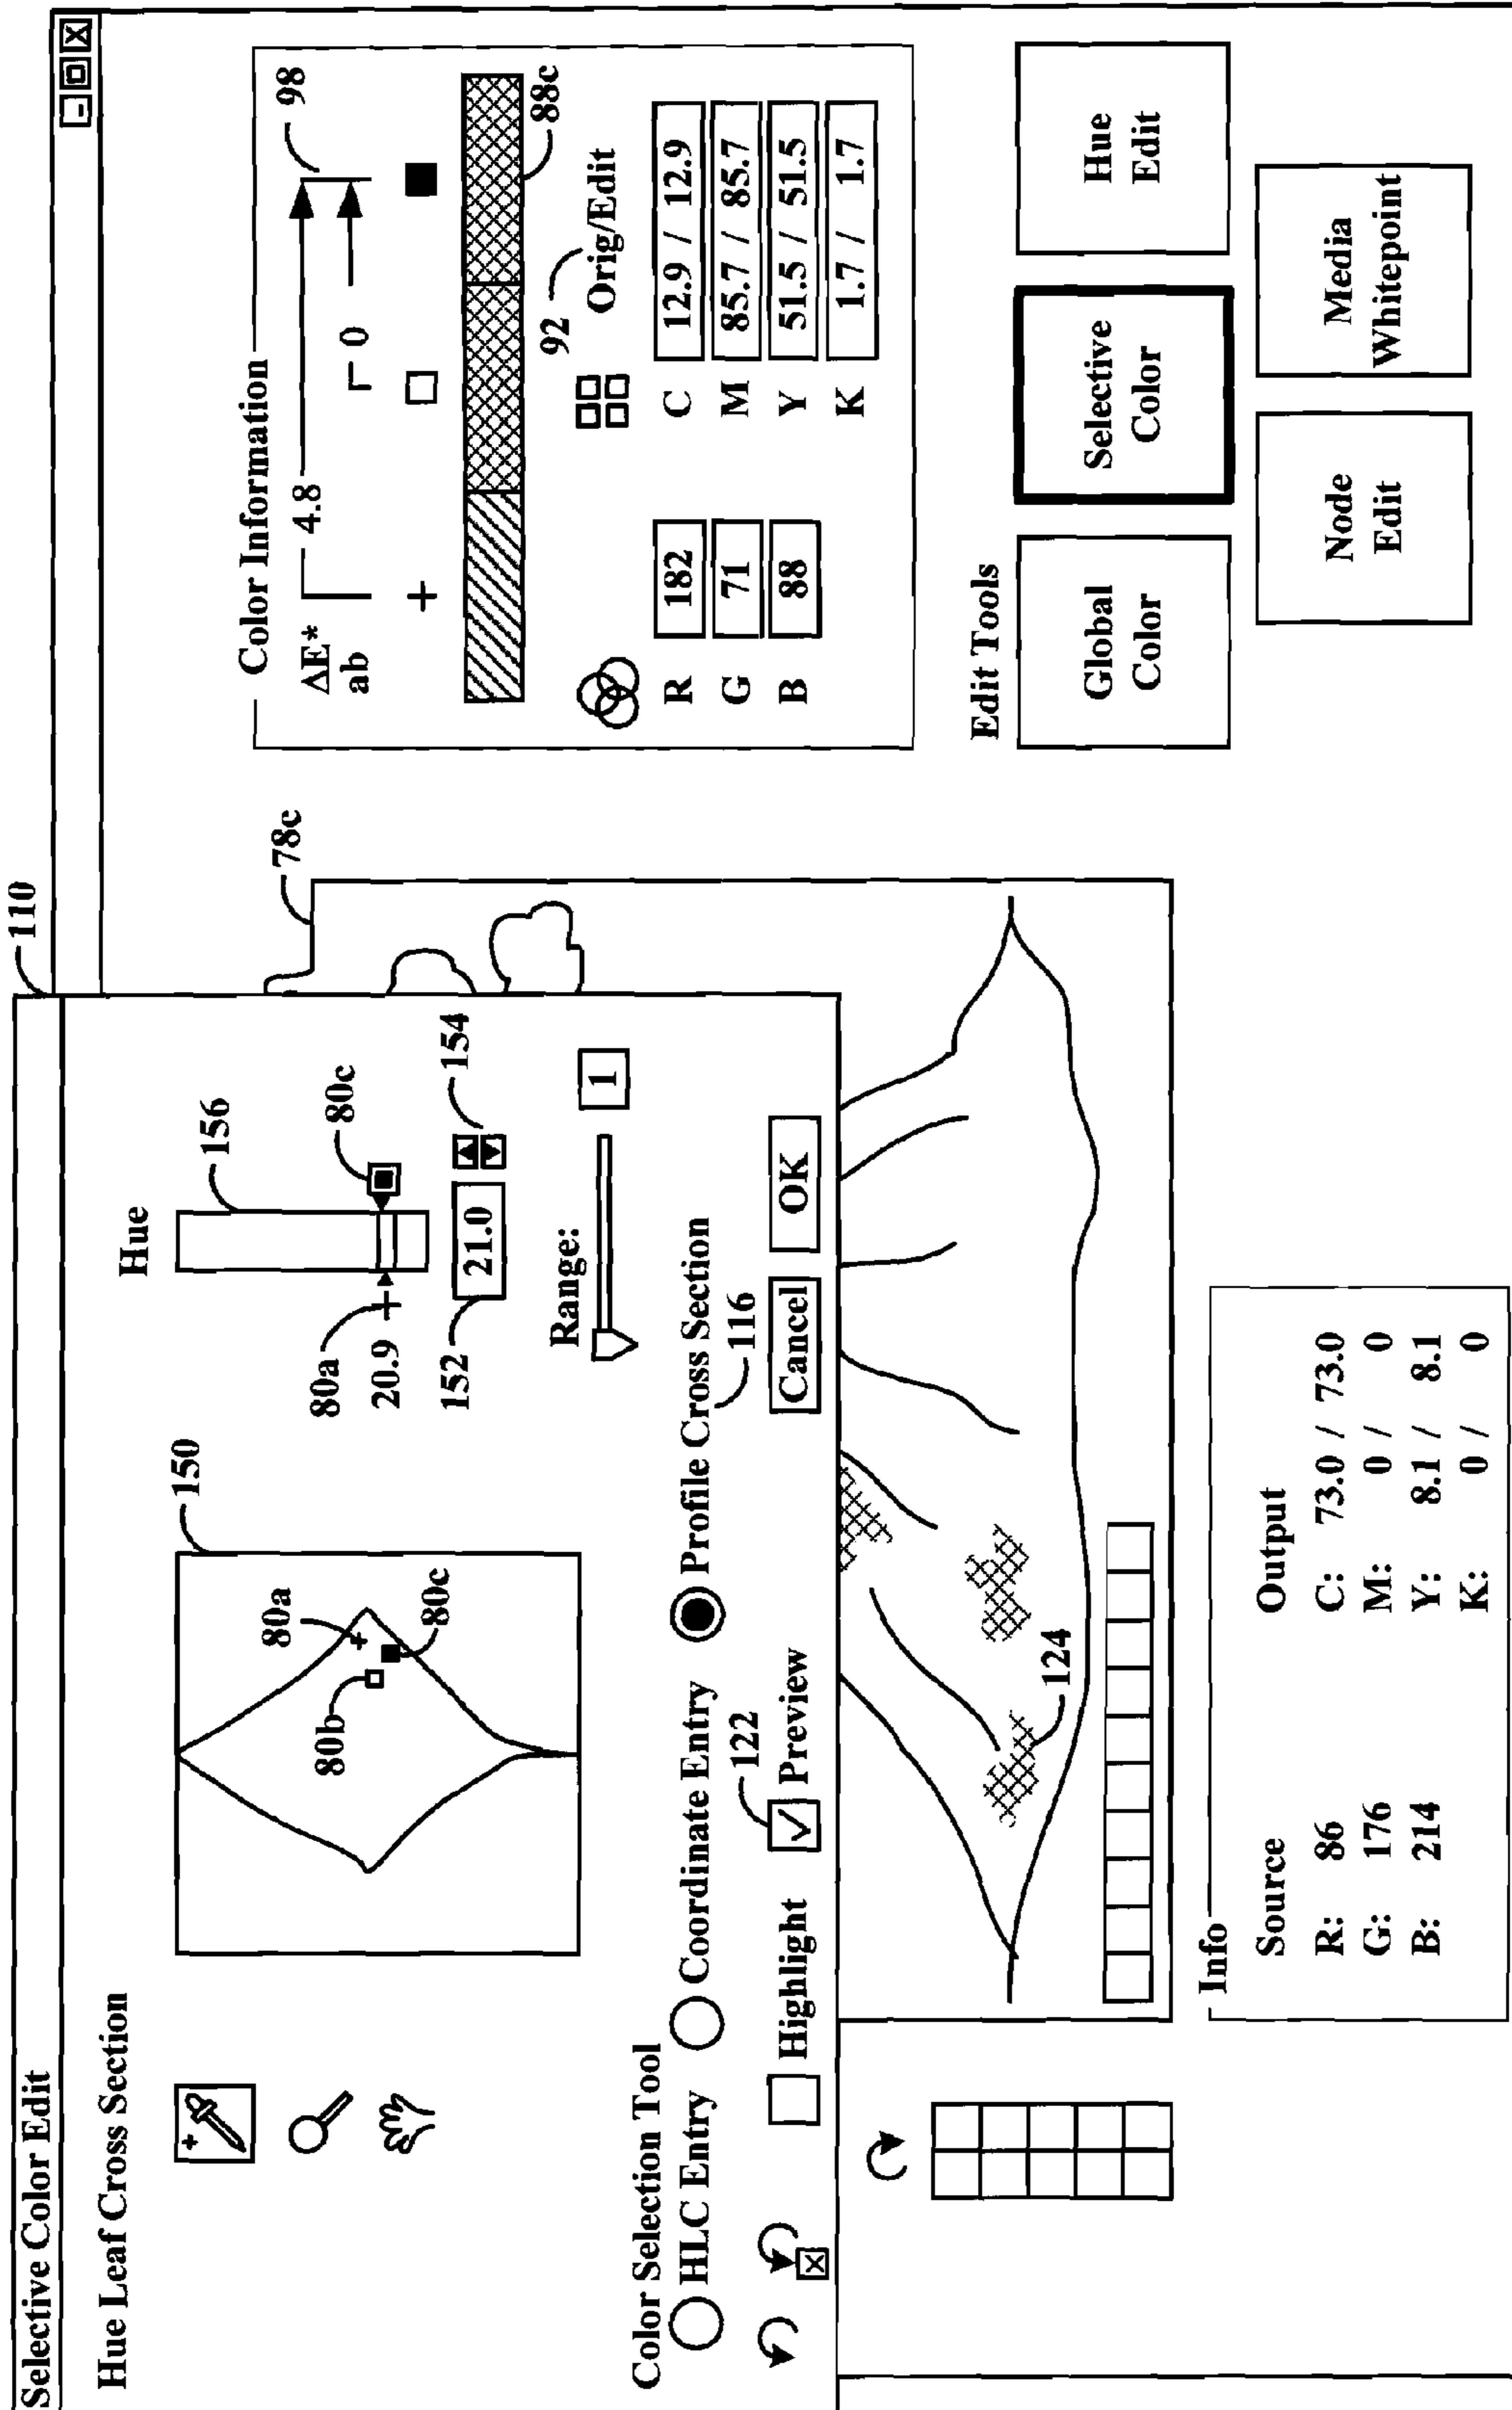 110
Selective Color Edit
Hue Leaf Cross Section
150
80a
80b
80c
Hue
156
80a
20.9
80c
152
21.0
154
Range:
1
Color Selection Tool
HLC Entry
Coordinate Entry
Profile Cross Section
116
122
Highlight
Preview
Cancel
OK
78c
124
Color Information
98
ΔE*
ab
4.8
0
88c
92
Orig/Edit
R 182
G 71
B 88
C 12.9 / 12.9
M 85.7 / 85.7
Y 51.5 / 51.5
K 1.7 / 1.7
Edit Tools
Global
Color
Selective
Color
Hue
Edit
Node
Edit
Media
Whitepoint
Info
Source
R: 86
G: 176
B: 214
Output
C: 73.0 / 73.0
M: 0 / 0
Y: 8.1 / 8.1
K: 0 / 0